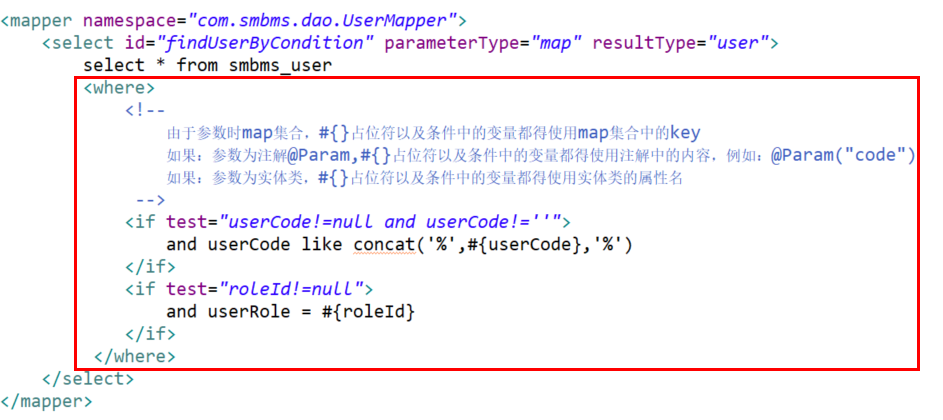 <mapper namespace="com.smbms.dao.UserMapper">
<select id="findUserByCondition" parameterType="map" resultType="user">
select * from smbms_user
<where>
<!--
由于参数时map集合，#{}占位符以及条件中的变量都得使用map集合中的key
如果：参数为注解@Param,#{}占位符以及条件中的变量都得使用注解中的内容，例如：@Param("code")
如果：参数为实体类，#{}占位符以及条件中的变量都得使用实体类的属性名
-->
<if test="userCode!=null and userCode!=''">
and userCode like concat('%',#{userCode},'%')
</if>
<if test="roleId!=null">
and userRole = #{roleId}
</if>
</where>
</select>
</mapper>